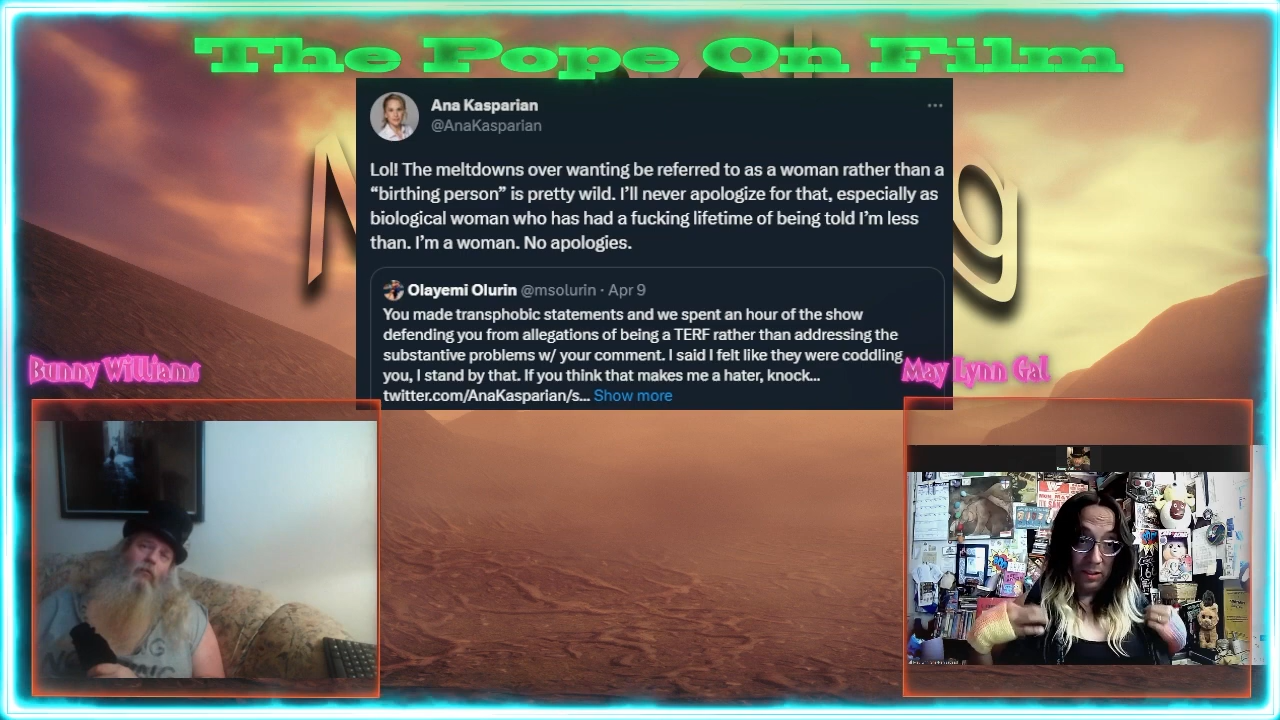 The Pope On Film
Ana Kasparian
@AnaKasparian
Lol! The meltdowns over wanting be referred to as a woman rather than a
“birthing person” is pretty wild. I’ll never apologize for that, especially as
biological woman who has had a fucking lifetime of being told I’m less
than. I’m a woman. No apologies.
Olayemi Olurin @msolurin · Apr 9
You made transphobic statements and we spent an hour of the show
defending you from allegations of being a TERF rather than addressing the
substantive problems w/ your comment. I said I felt like they were coddling
you, I stand by that. If you think that makes me a hater, knock...
twitter.com/AnaKasparian/s... Show more
Bunny Williams
May Lynn Gal